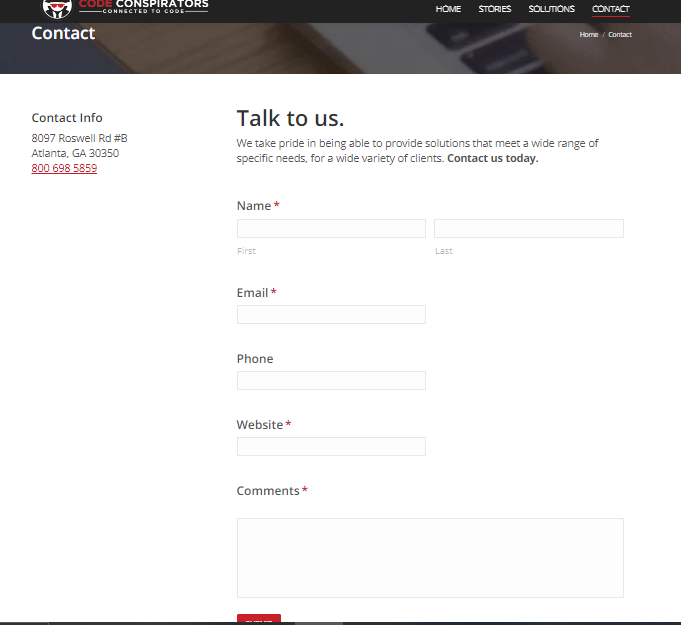 CODE CONSPIRATORS
CONNECTED TO CODE
HOME STORIES SOLUTIONS CONTACT
Contact
Home / Contact
Contact Info
8097 Roswell Rd #B
Atlanta, GA 30350
800 698 5859
Talk to us.
We take pride in being able to provide solutions that meet a wide range of
specific needs, for a wide variety of clients. Contact us today.
Name *
First Last
Email *
Phone
Website *
Comments *